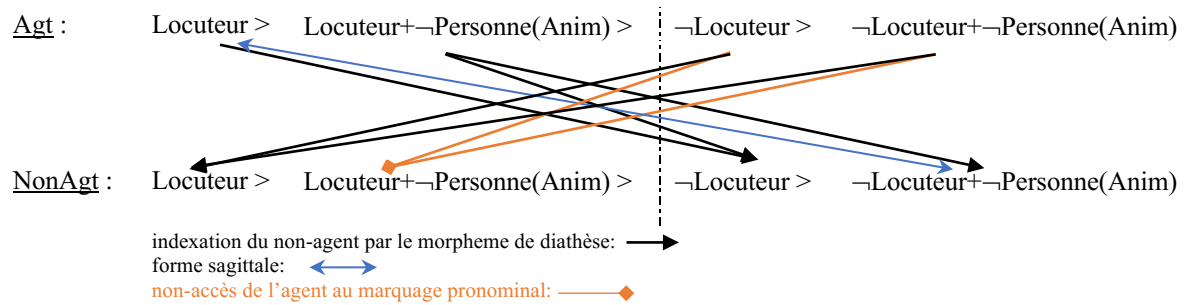 Agt : Locuteur > Locuteur+¬Personne(Anim) > ¬Locuteur > ¬Locuteur+¬Personne(Anim)
NonAgt : Locuteur > Locuteur+¬Personne(Anim) > ¬Locuteur > ¬Locuteur+¬Personne(Anim)
indexation du non-agent par le morpheme de diathèse:
forme sagittale:
non-accès de l'agent au marquage pronominal: